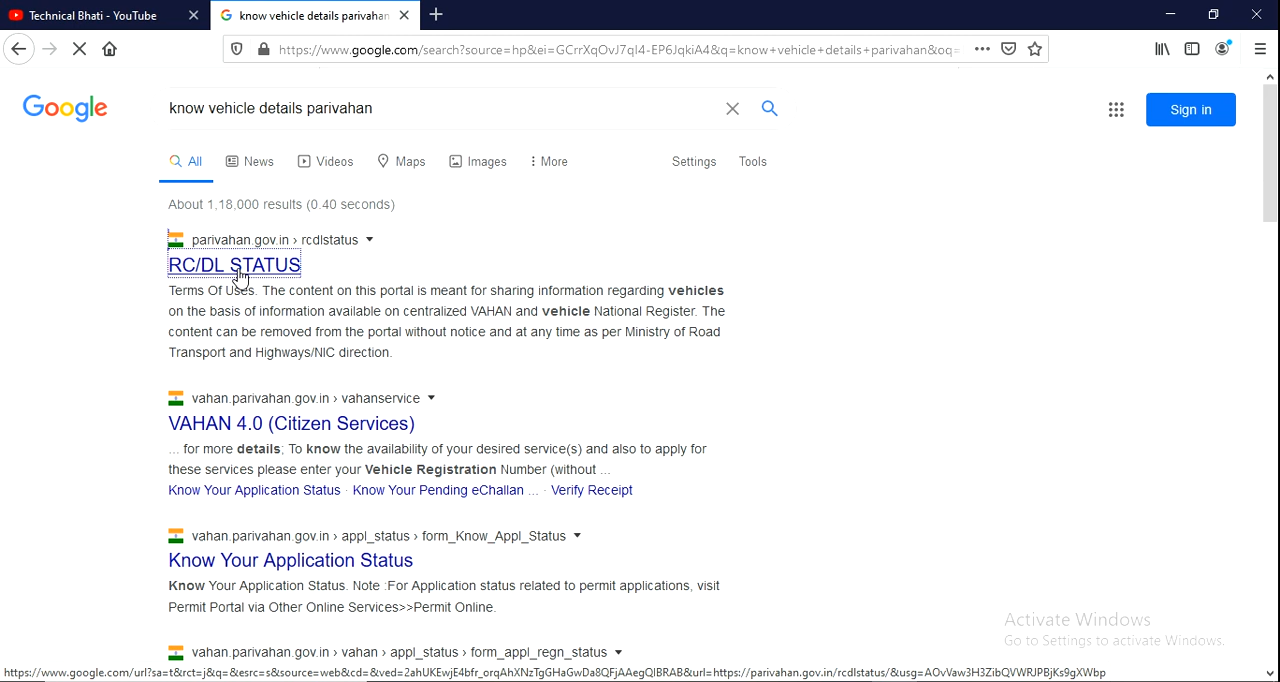 Technical Bhati - YouTube
know vehicle details parivahan
https://www.google.com/search?source=hp&ei=GCrrXqOvJ7qI4-EP6JqkiA4&q=know+vehicle+details+parivahan&oq=
Google
know vehicle details parivahan
Sign in
All News Videos Maps Images More Settings Tools
About 1,18,000 results (0.40 seconds)
parivahan.gov.in › rcdlstatus
RC/DL STATUS
Terms Of Uses. The content on this portal is meant for sharing information regarding vehicles
on the basis of information available on centralized VAHAN and vehicle National Register. The
content can be removed from the portal without notice and at any time as per Ministry of Road
Transport and Highways/NIC direction.
vahan.parivahan.gov.in › vahanservice
VAHAN 4.0 (Citizen Services)
... for more details; To know the availability of your desired service(s) and also to apply for
these services please enter your Vehicle Registration Number (without ...
Know Your Application Status · Know Your Pending eChallan ... · Verify Receipt
vahan.parivahan.gov.in › appl_status › form_Know_Appl_Status
Know Your Application Status
Know Your Application Status. Note :For Application status related to permit applications, visit
Permit Portal via Other Online Services>>Permit Online.
Activate Windows
Go to Settings to activate Windows.
vahan.parivahan.gov.in › vahan › appl_status › form_appl_regn_status
https://www.google.com/url?sa=t&rct=j&q=&esrc=s&source=web&cd=&ved=2ahUKEwjE4bfr_orqAhXNzTgGHaGwDa8QFjAAegQIBRAB&url=https://parivahan.gov.in/rcdlstatus/&usg=AOvVaw3H3ZibQVWRJPBjKs9gXWbp